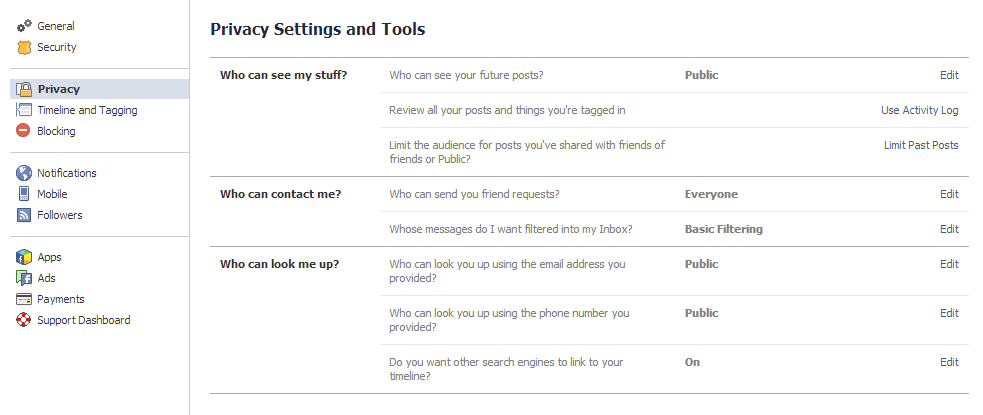 General
Security
Privacy
Timeline and Tagging
Blocking
Notifications
Mobile
Followers
Apps
Ads
Payments
Support Dashboard
Privacy Settings and Tools
Who can see my stuff? Who can see your future posts? Public Edit
Review all your posts and things you're tagged in Use Activity Log
Limit the audience for posts you've shared with friends of Limit Past Posts
friends or Public?
Who can contact me? Who can send you friend requests? Everyone Edit
Whose messages do I want filtered into my Inbox? Basic Filtering Edit
Who can look me up? Who can look you up using the email address you Public Edit
provided?
Who can look you up using the phone number you Public Edit
provided?
Do you want other search engines to link to your On Edit
timeline?